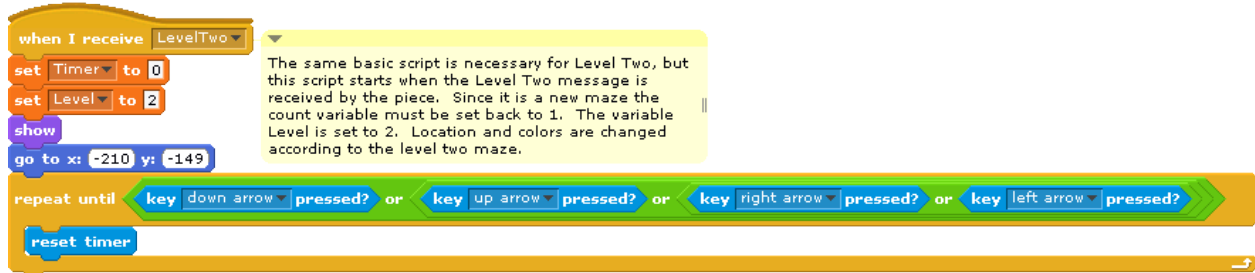 when I receive LevelTwo
set Timer to 0
set Level to 2
show
go to x: -210 y: -149
The same basic script is necessary for Level Two, but
this script starts when the Level Two message is
received by the piece.  Since it is a new maze the
count variable must be set back to 1.  The variable
Level is set to 2.  Location and colors are changed
according to the level two maze.
repeat until key down arrow pressed? or key up arrow pressed? or key right arrow pressed? or key left arrow pressed?
reset timer